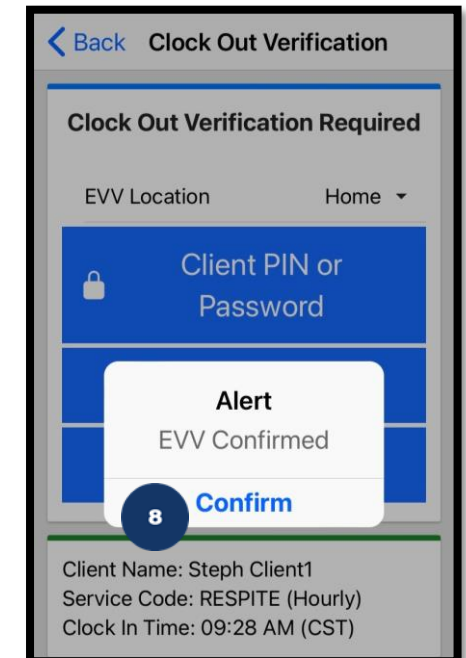 Back Clock Out Verification
Clock Out Verification Required
EVV Location Home
Client PIN or
Password
Alert
EVV Confirmed
Confirm
8
Client Name: Steph Client1
Service Code: RESPITE (Hourly)
Clock In Time: 09:28 AM (CST)